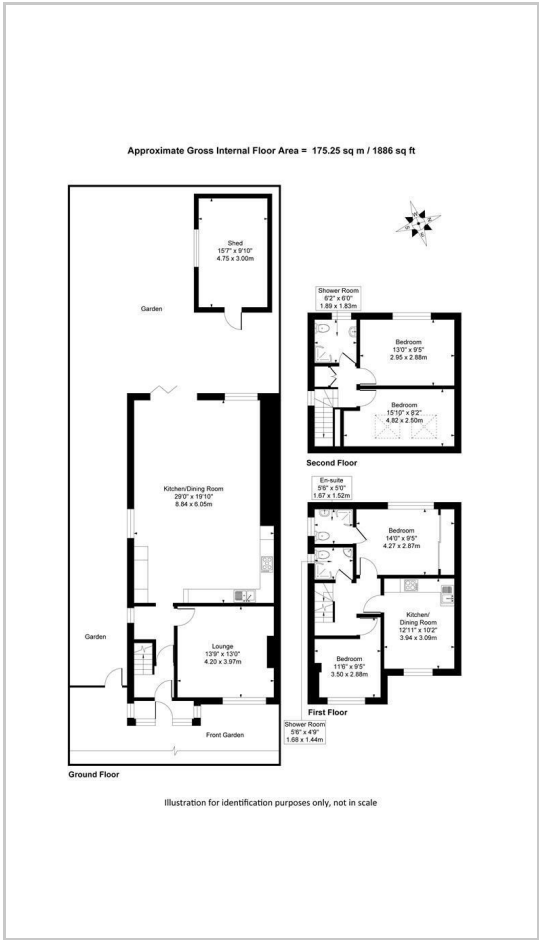 Approximate Gross Internal Floor Area = 175.25 sq m / 1886 sq ft
Shed
15'7" x 9'10"
4.75 x 3.00m
Garden
Kitchen/Dining Room
29'0" x 19'10"
8.84 x 6.05m
Garden
Lounge
13'9" x 13'0"
4.20 x 3.97m
Front Garden
Ground Floor
Shower Room
6'2" x 6'0"
1.89 x 1.83m
Bedroom
13'0" x 9'5"
2.95 x 2.88m
Bedroom
15'10" x 8'2"
4.82 x 2.50m
Second Floor
En-suite
5'6" x 5'0"
1.67 x 1.52m
Bedroom
14'0" x 9'5"
4.27 x 2.87m
Kitchen/
Dining Room
12'11" x 10'2"
3.94 x 3.09m
Bedroom
11'6" x 9'5"
3.50 x 2.88m
First Floor
Shower Room
5'6" x 4'9"
1.68 x 1.44m
Illustration for identification purposes only, not in scale